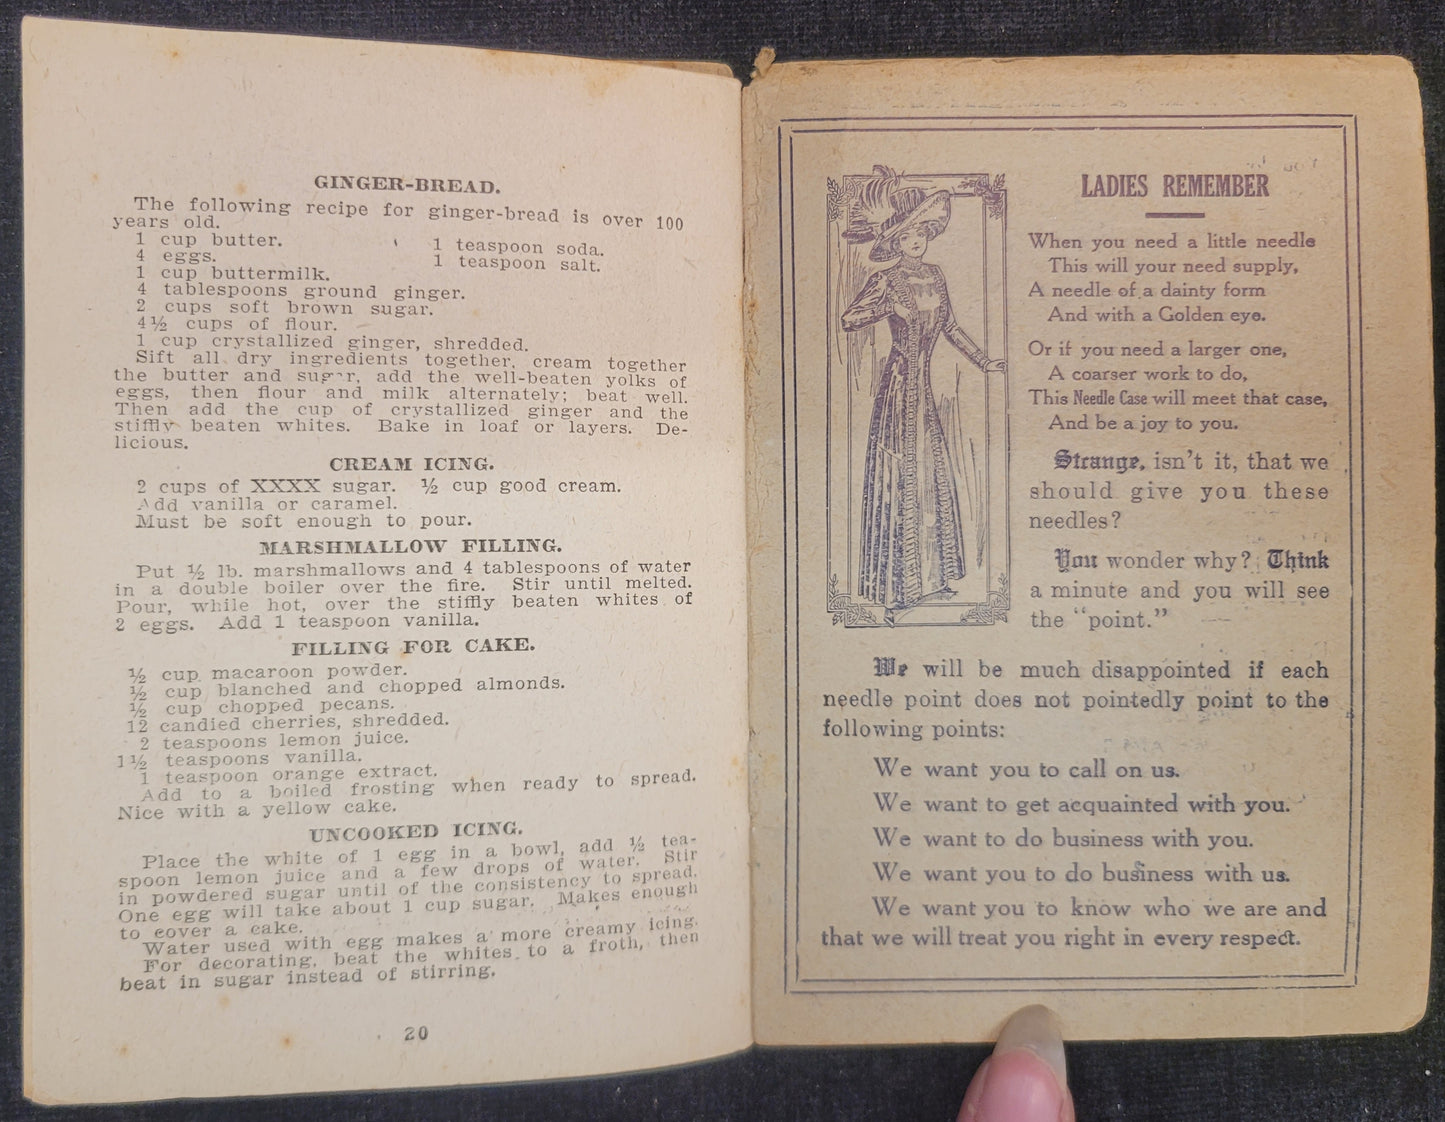 GINGER-BREAD.
The following recipe for ginger-bread is over 100
years old.
1 cup butter.
4 eggs.
1 teaspoon soda.
1 teaspoon salt.
1 cup buttermilk.
4 tablespoons ground ginger.
2 cups soft brown sugar.
4½ cups of flour.
1 cup crystallized ginger, shredded.
Sift all dry ingredients together, cream together
the butter and sugar, add the well-beaten yolks of
eggs, then flour and milk alternately; beat well.
Then add the cup of crystallized ginger and the
stiffly beaten whites. Bake in loaf or layers. De-
licious.
CREAM ICING.
2 cups of XXXX sugar. ½ cup good cream.
Add vanilla or caramel.
Must be soft enough to pour.
MARSHMALLOW FILLING.
Put ½ lb. marshmallows and 4 tablespoons of water
in a double boiler over the fire. Stir until melted.
Pour, while hot, over the stiffly beaten whites of
2 eggs. Add 1 teaspoon vanilla.
FILLING FOR CAKE.
½ cup macaroon powder.
½ cup blanched and chopped almonds.
½ cup chopped pecans.
12 candied cherries, shredded.
2 teaspoons lemon juice.
1½ teaspoons vanilla.
1 teaspoon orange extract.
Add to a boiled frosting when ready to spread.
Nice with a yellow cake.
UNCOOKED ICING.
Place the white of 1 egg in a bowl, add ½ tea-
spoon lemon juice and a few drops of water. Stir
in powdered sugar until of the consistency to spread.
One egg will take about 1 cup sugar. Makes enough
to cover a cake.
Water used with egg makes a more creamy icing.
For decorating, beat the whites to a froth, then
beat in sugar instead of stirring.
20
LADIES REMEMBER
When you need a little needle
This will your need supply,
A needle of a dainty form
And with a Golden eye.
Or if you need a larger one,
A coarser work to do,
This Needle Case will meet that case,
And be a joy to you.
Strange, isn't it, that we
should give you these
needles?
You wonder why? Think
a minute and you will see
the "point."
We will be much disappointed if each
needle point does not pointedly point to the
following points:
We want you to call on us.
We want to get acquainted with you.
We want to do business with you.
We want you to do business with us.
We want you to know who we are and
that we will treat you right in every respect.